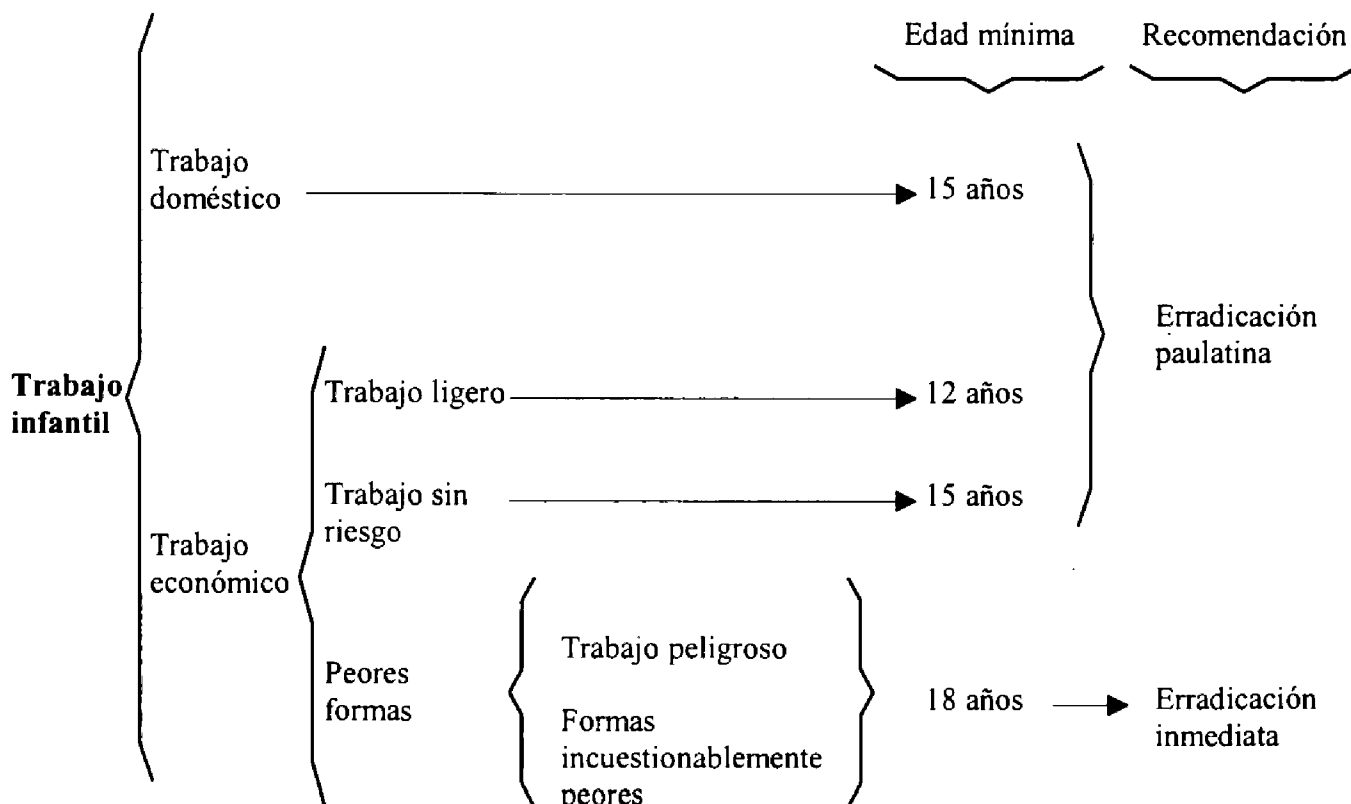 Edad mínima
Recomendación
Trabajo
doméstico
15 años
Erradicación
paulatina
Trabajo
infantil
Trabajo ligero
12 años
Trabajo sin
riesgo
15 años
Trabajo
económico
Peores
formas
Trabajo peligroso
Formas
incuestionablemente
peores
18 años
Erradicación
inmediata